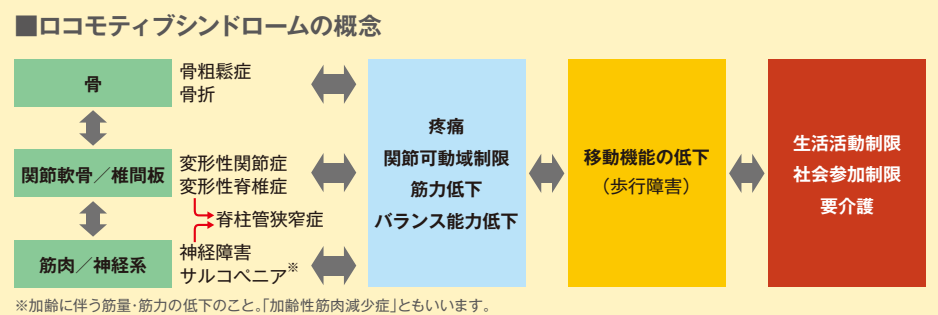 ■ロコモティブシンドロームの概念
骨
骨粗鬆症
骨折
関節軟骨／椎間板
変形性関節症
変形性脊椎症
脊柱管狭窄症
筋肉／神経系
神経障害
サルコペニア※
疼痛
関節可動域制限
筋力低下
バランス能力低下
移動機能の低下
（歩行障害）
生活活動制限
社会参加制限
要介護
※加齢に伴う筋量・筋力の低下のこと。「加齢性筋肉減少症」ともいいます。